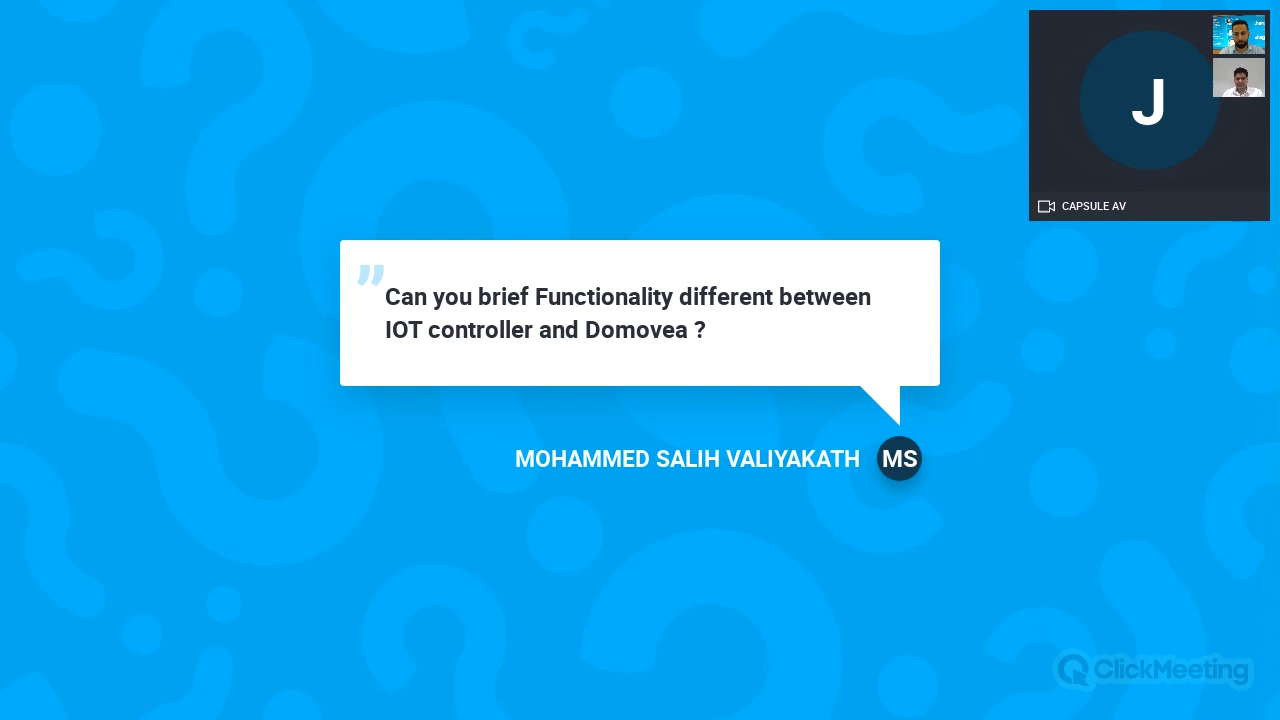 J
CAPSULE AV
"
Can you brief Functionality different between
IOT controller and Domovea ?
MOHAMMED SALIH VALIYAKATH
MS
ClickMeeting